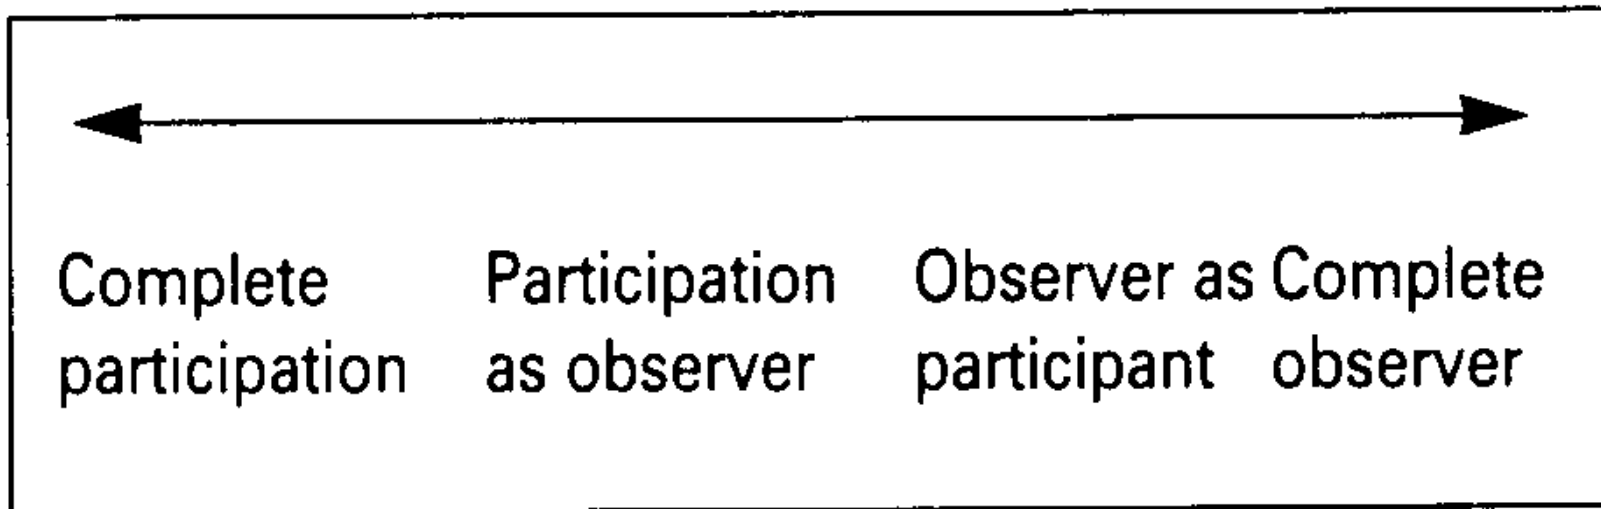 Complete participation
Participation as observer
Observer as participant
Complete observer